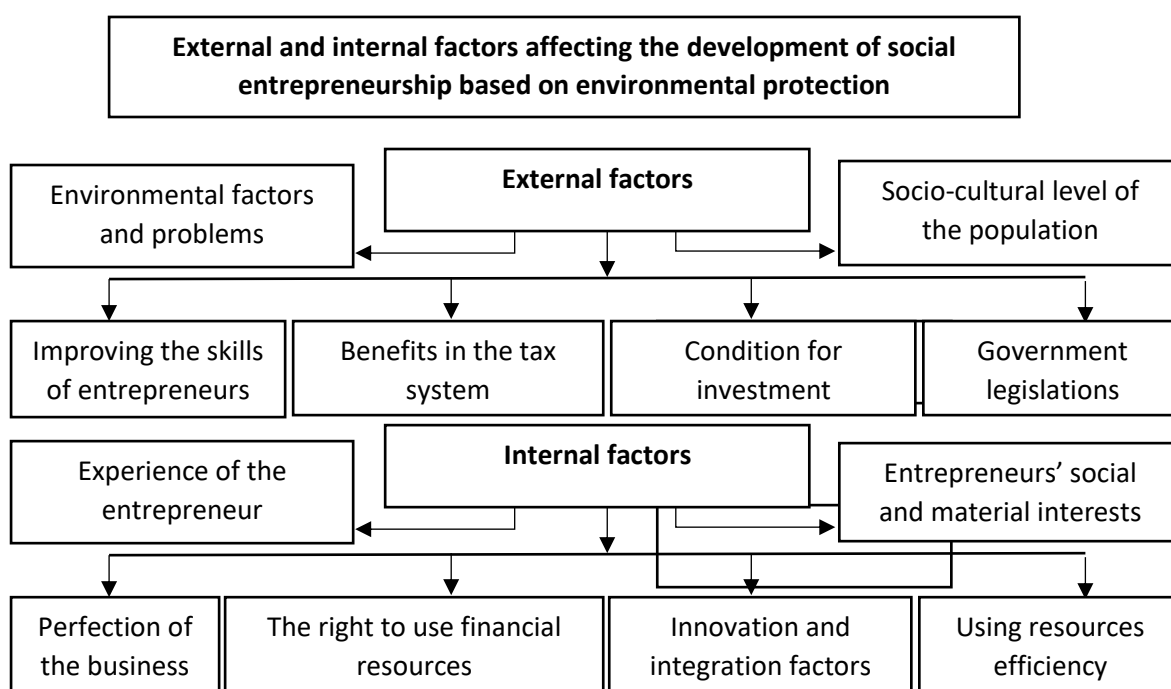 External and internal factors affecting the development of social
entrepreneurship based on environmental protection
External factors
Environmental factors
and problems
Socio-cultural level of
the population
Improving the skills
of entrepreneurs
Benefits in the tax
system
Condition for
investment
Government
legislations
Internal factors
Experience of the
entrepreneur
Entrepreneurs’ social
and material interests
Perfection of
the business
The right to use financial
resources
Innovation and
integration factors
Using resources
efficiency